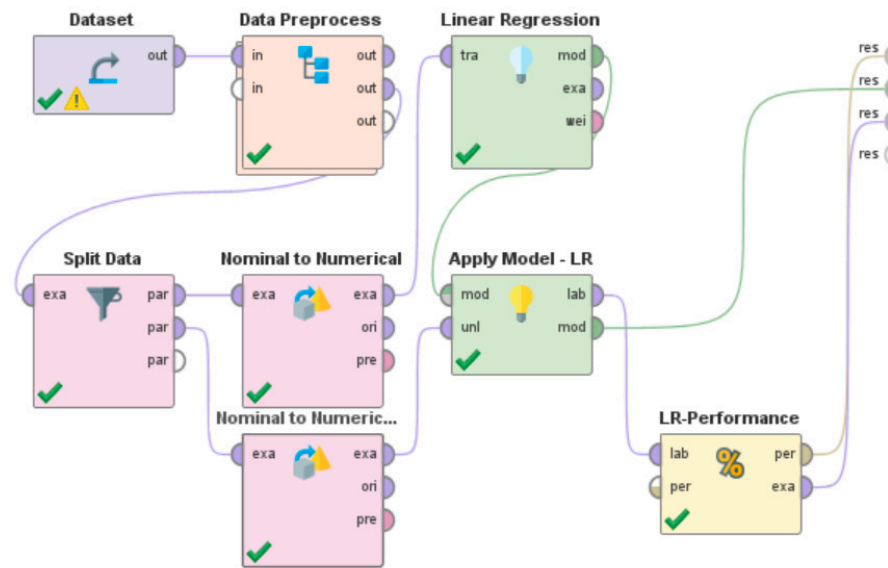 Dataset
out
Data Preprocess
in out
in out
out
Linear Regression
tra mod
exa
wei
res
res
res
res
Split Data
exa par
par
par
Nominal to Numerical
exa exa
ori
pre
Apply Model - LR
mod lab
unl mod
Nominal to Numeric...
exa exa
ori
pre
LR-Performance
lab % per
per exa